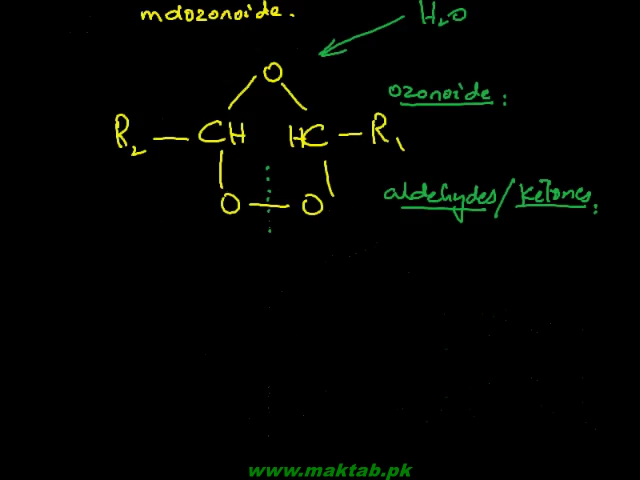 mdozonoide.
H2O
O
ozonoide :
R2 — CH HC — R1
aldehydes/Ketones :
O — O
www.maktab.pk